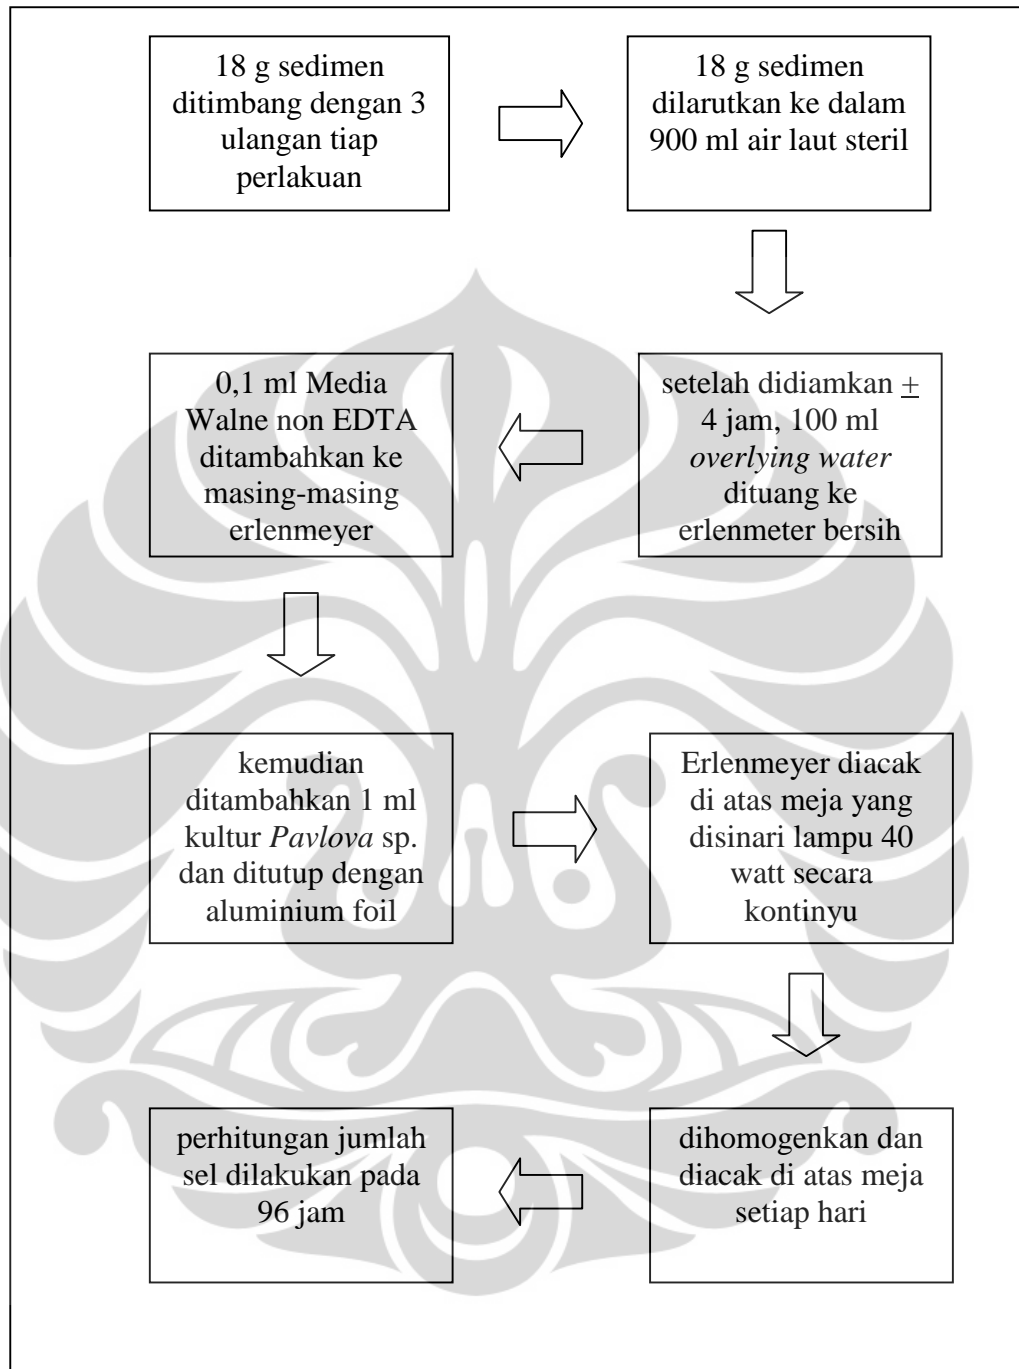 18 g sedimen
ditimbang dengan 3
ulangan tiap
perlakuan
18 g sedimen
dilarutkan ke dalam
900 ml air laut steril
setelah didiamkan ±
4 jam, 100 ml
overlying water
dituang ke
erlenmeter bersih
0,1 ml Media
Walne non EDTA
ditambahkan ke
masing-masing
erlenmeyer
kemudian
ditambahkan 1 ml
kultur Pavlova sp.
dan ditutup dengan
aluminium foil
Erlenmeyer diacak
di atas meja yang
disinari lampu 40
watt secara
kontinyu
dihomogenkan dan
diacak di atas meja
setiap hari
perhitungan jumlah
sel dilakukan pada
96 jam